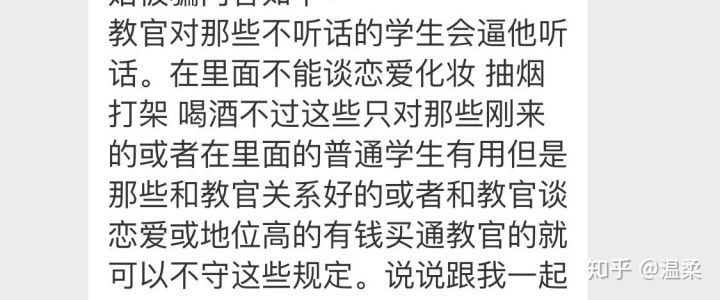 教官对那些不听话的学生会逼他听
话。在里面不能谈恋爱化妆 抽烟
打架 喝酒不过这些只对那些刚来
的或者在里面的普通学生有用但是
那些和教官关系好的或者和教官谈
恋爱或地位高的有钱买通教官的就
可以不守这些规定。说说跟我一起
知乎 @温柔